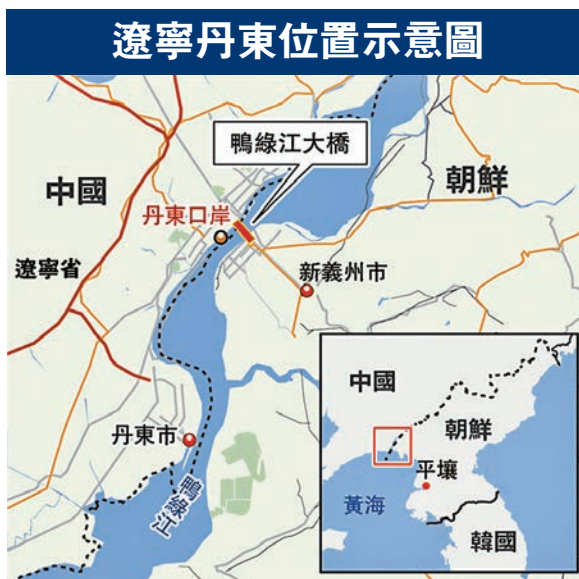 遼寧丹東位置示意圖
鴨綠江大橋
中國
朝鮮
丹東口岸
遼寧省
新義州市
丹東市
鴨綠江
中國
朝鮮
平壤
黃海
韓國